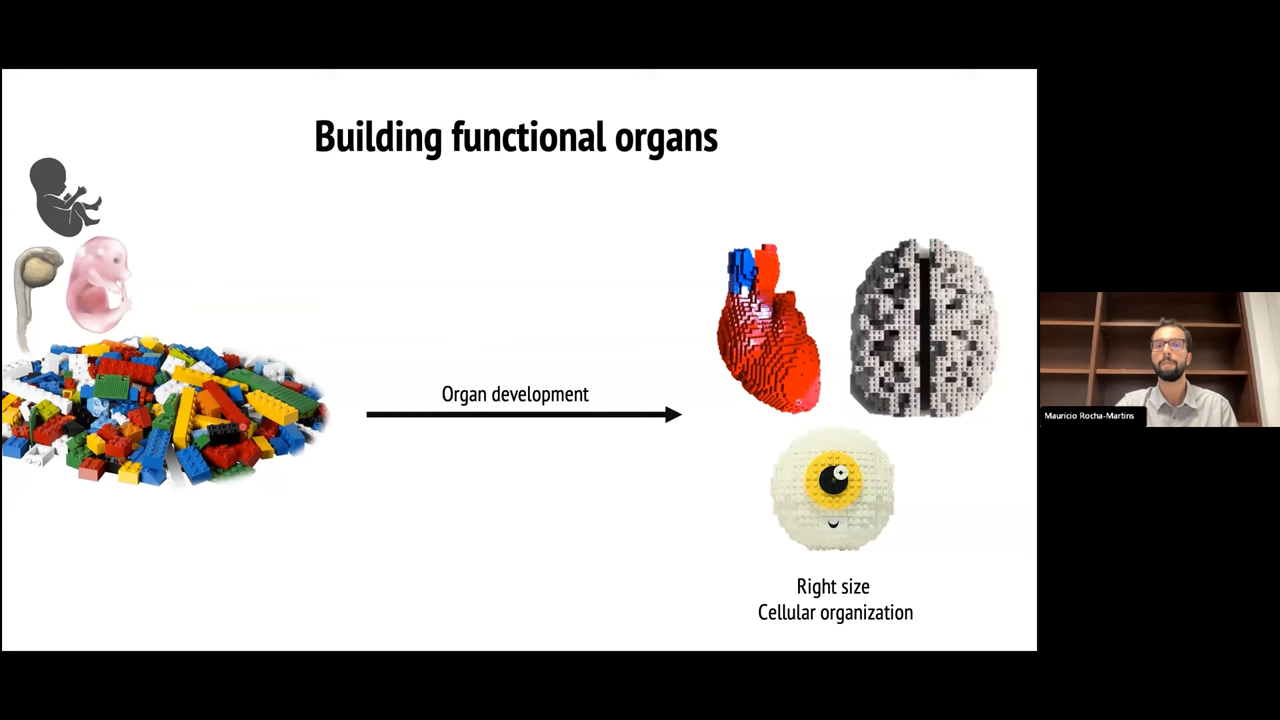 Building functional organs
Organ development
Right size
Cellular organization
Mauricio Rocha-Martins